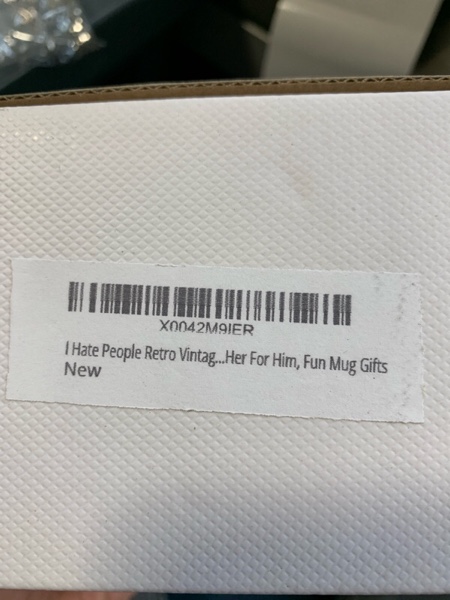 X0042M9IER
I Hate People Retro Vintag...Her For Him, Fun Mug Gifts
New